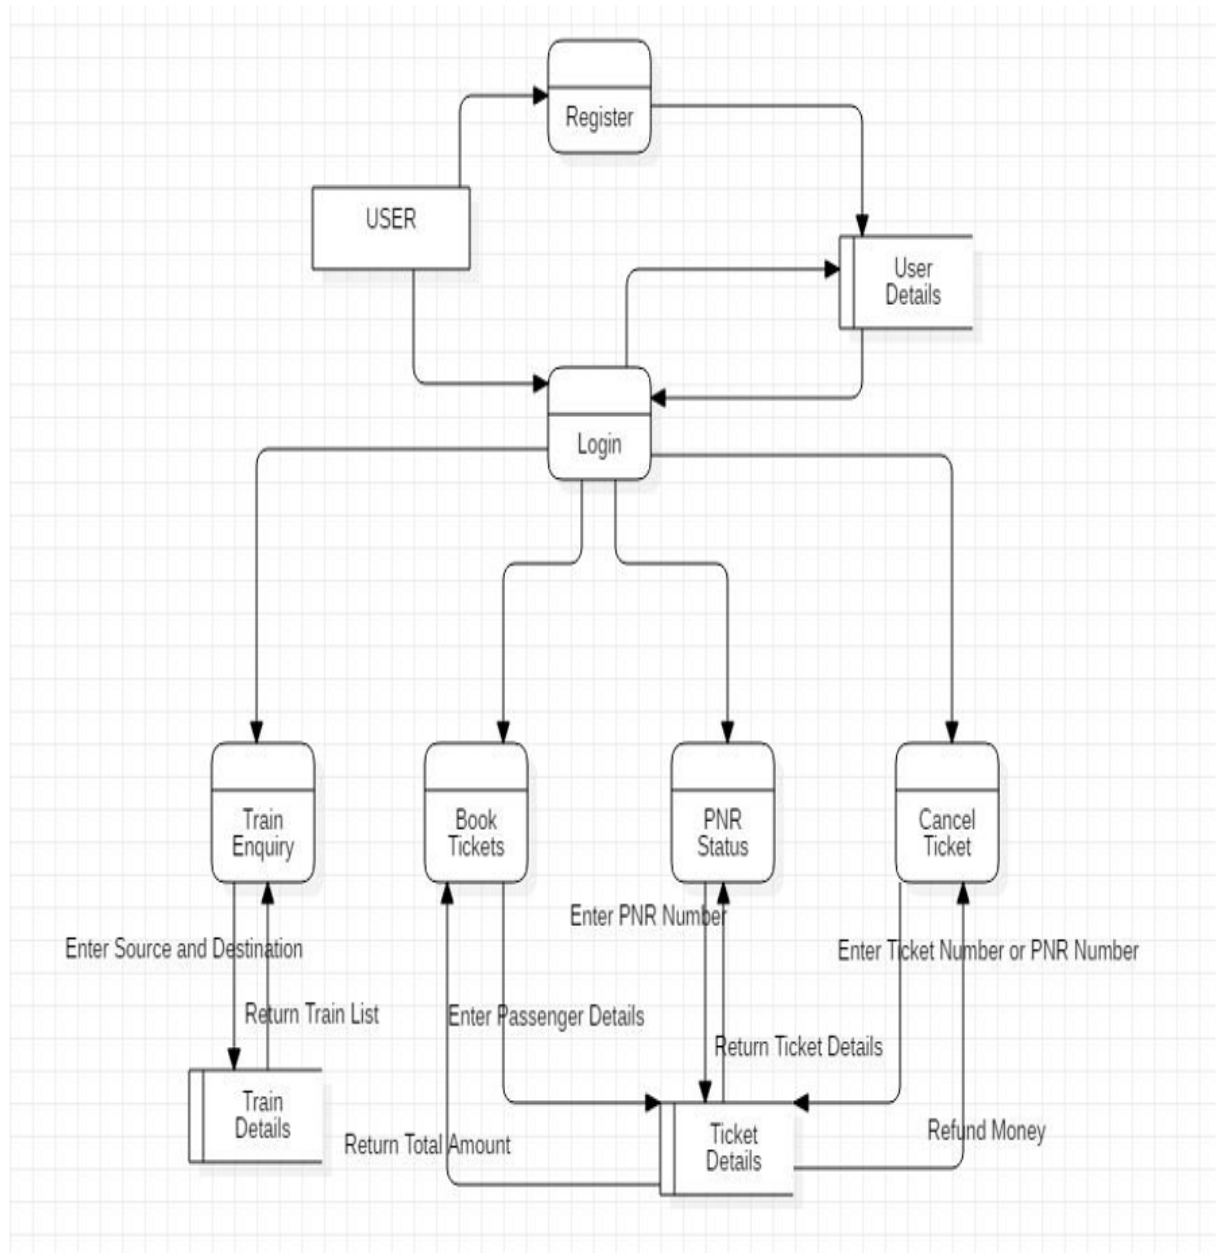 Register
USER
User
Details
Login
Train
Enquiry
Book
Tickets
PNR
Status
Cancel
Ticket
Enter PNR Number
Enter Source and Destination
Enter Ticket Number or PNR Number
Return Train List
Enter Passenger Details
Return Ticket Details
Train
Details
Return Total Amount
Ticket
Details
Refund Money